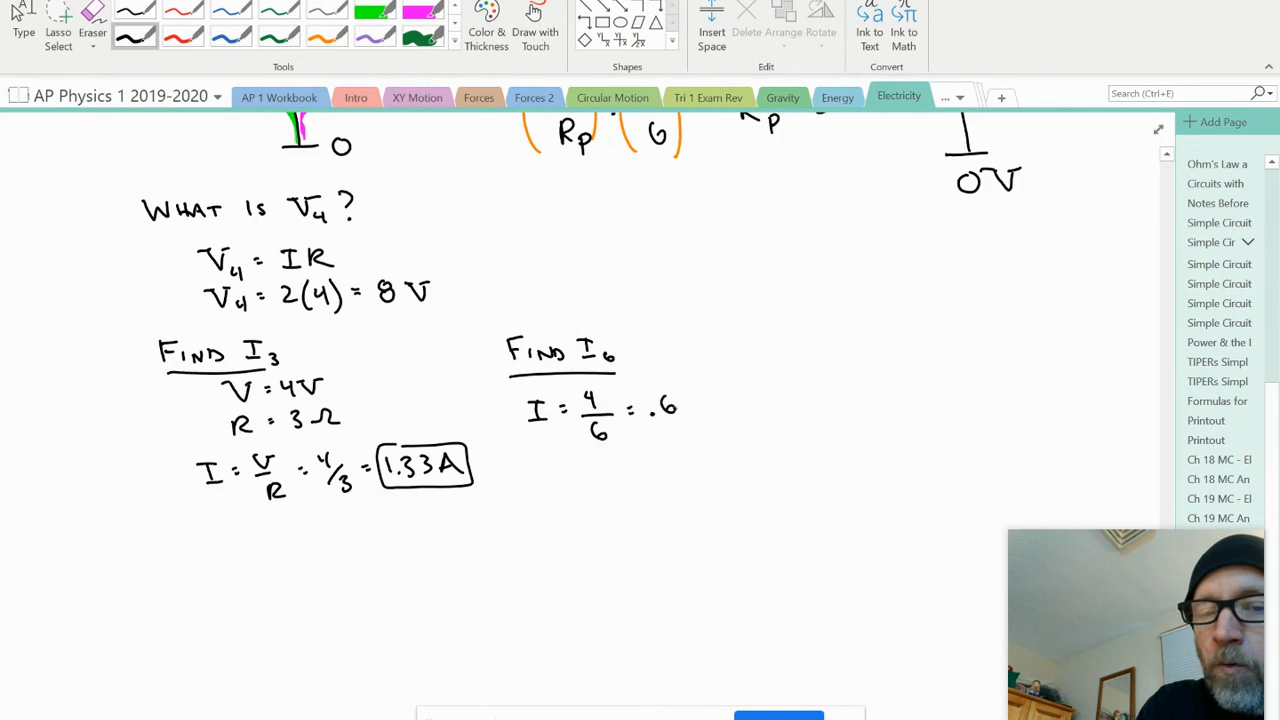 Type
Lasso Select
Eraser
Color & Thickness
Draw with Touch
Insert Space
Delete
Arrange
Rotate
Ink to Text
Ink to Math
Tools
Shapes
Edit
Convert
AP Physics 1 2019-2020
AP 1 Workbook
Intro
XY Motion
Forces
Forces 2
Circular Motion
Tri 1 Exam Rev
Gravity
Energy
Electricity
...
Search (Ctrl+E)
Add Page
Ohm's Law a
Circuits with
Notes Before
Simple Circuit
Simple Cir
Simple Circuit
Simple Circuit
Simple Circuit
Simple Circuit
Power & the I
TIPERs Simpl
TIPERs Simpl
Formulas for
Printout
Printout
Ch 18 MC - El
Ch 18 MC An
Ch 19 MC - El
Ch 19 MC An
0
Rp
6
Rp
0V
WHAT IS V4?
V4 = IR
V4 = 2(4) = 8 V
FIND I3
V = 4V
R = 3 Ω
I = V/R = 4/3 = 1.33A
FIND I6
I = 4/6 = .6